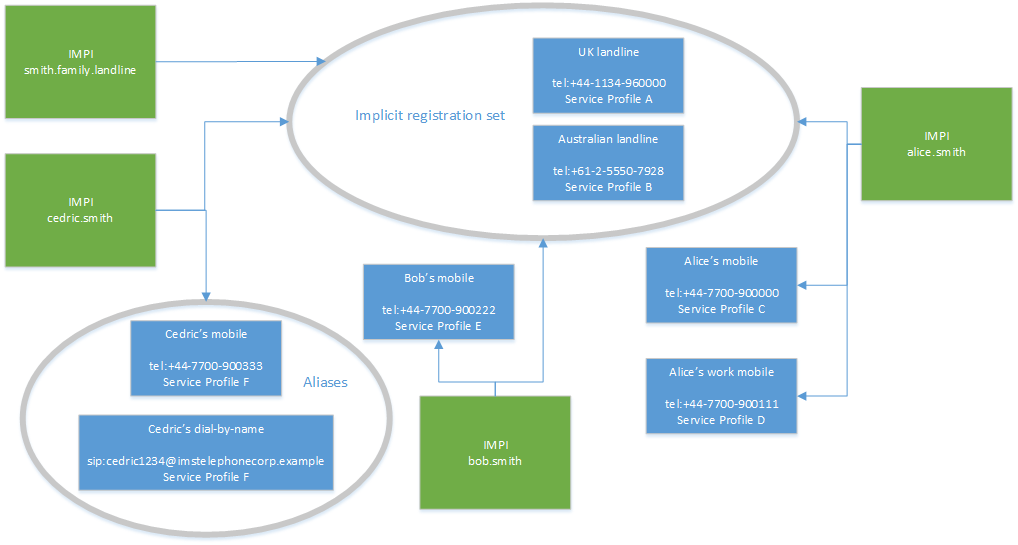 IMPI
smith.family.landline
UK landline
tel:+44-1134-960000
Service Profile A
Implicit registration set
Australian landline
tel:+61-2-5550-7928
Service Profile B
IMPI
alice.smith
IMPI
cedric.smith
Alice's mobile
tel:+44-7700-900000
Service Profile C
Bob's mobile
tel:+44-7700-900222
Service Profile E
Cedric's mobile
tel:+44-7700-900333
Service Profile F
Aliases
Alice's work mobile
tel:+44-7700-900111
Service Profile D
Cedric's dial-by-name
sip:cedric1234@imstelephonecorp.example
Service Profile F
IMPI
bob.smith